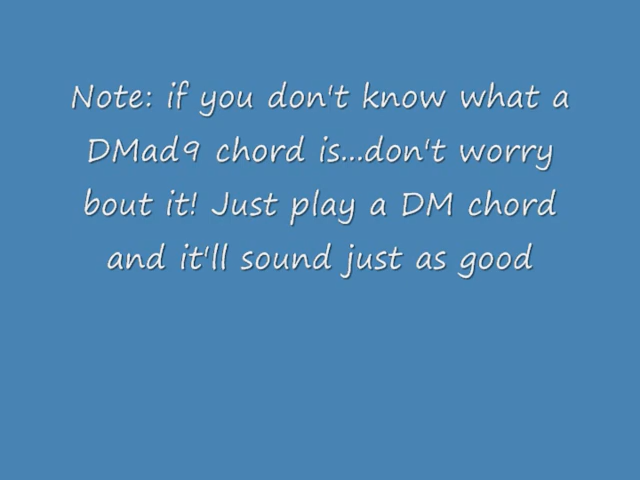 Note: if you don't know what a
DMad9 chord is...don't worry
bout it! Just play a DM chord
and it'll sound just as good